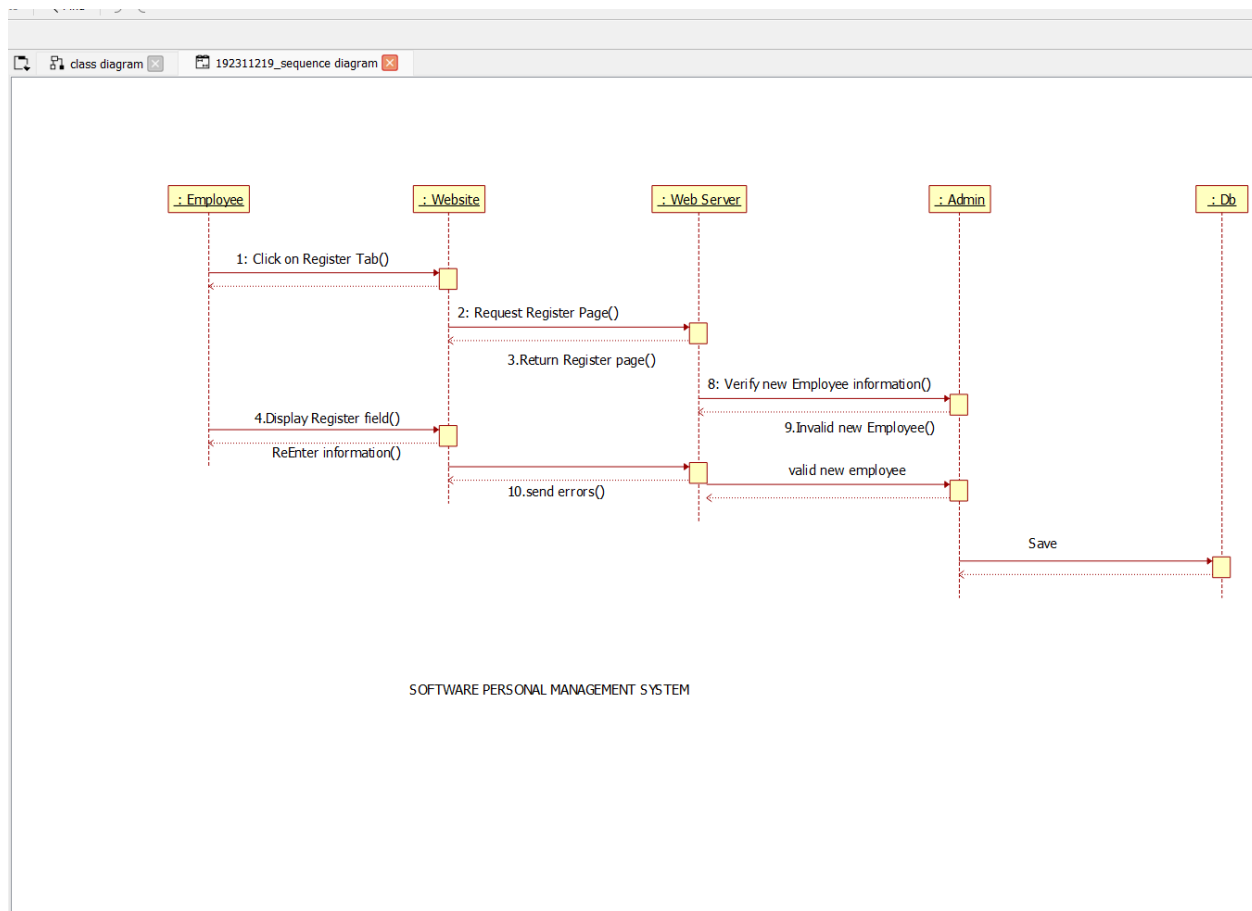 class diagram
192311219_sequence diagram
: Employee
: Website
: Web Server
: Admin
: Db
1: Click on Register Tab()
2: Request Register Page()
3.Return Register page()
8: Verify new Employee information()
4.Display Register field()
9.Invalid new Employee()
ReEnter information()
valid new employee
10.send errors()
Save
SOFTWARE PERSONAL MANAGEMENT SYSTEM